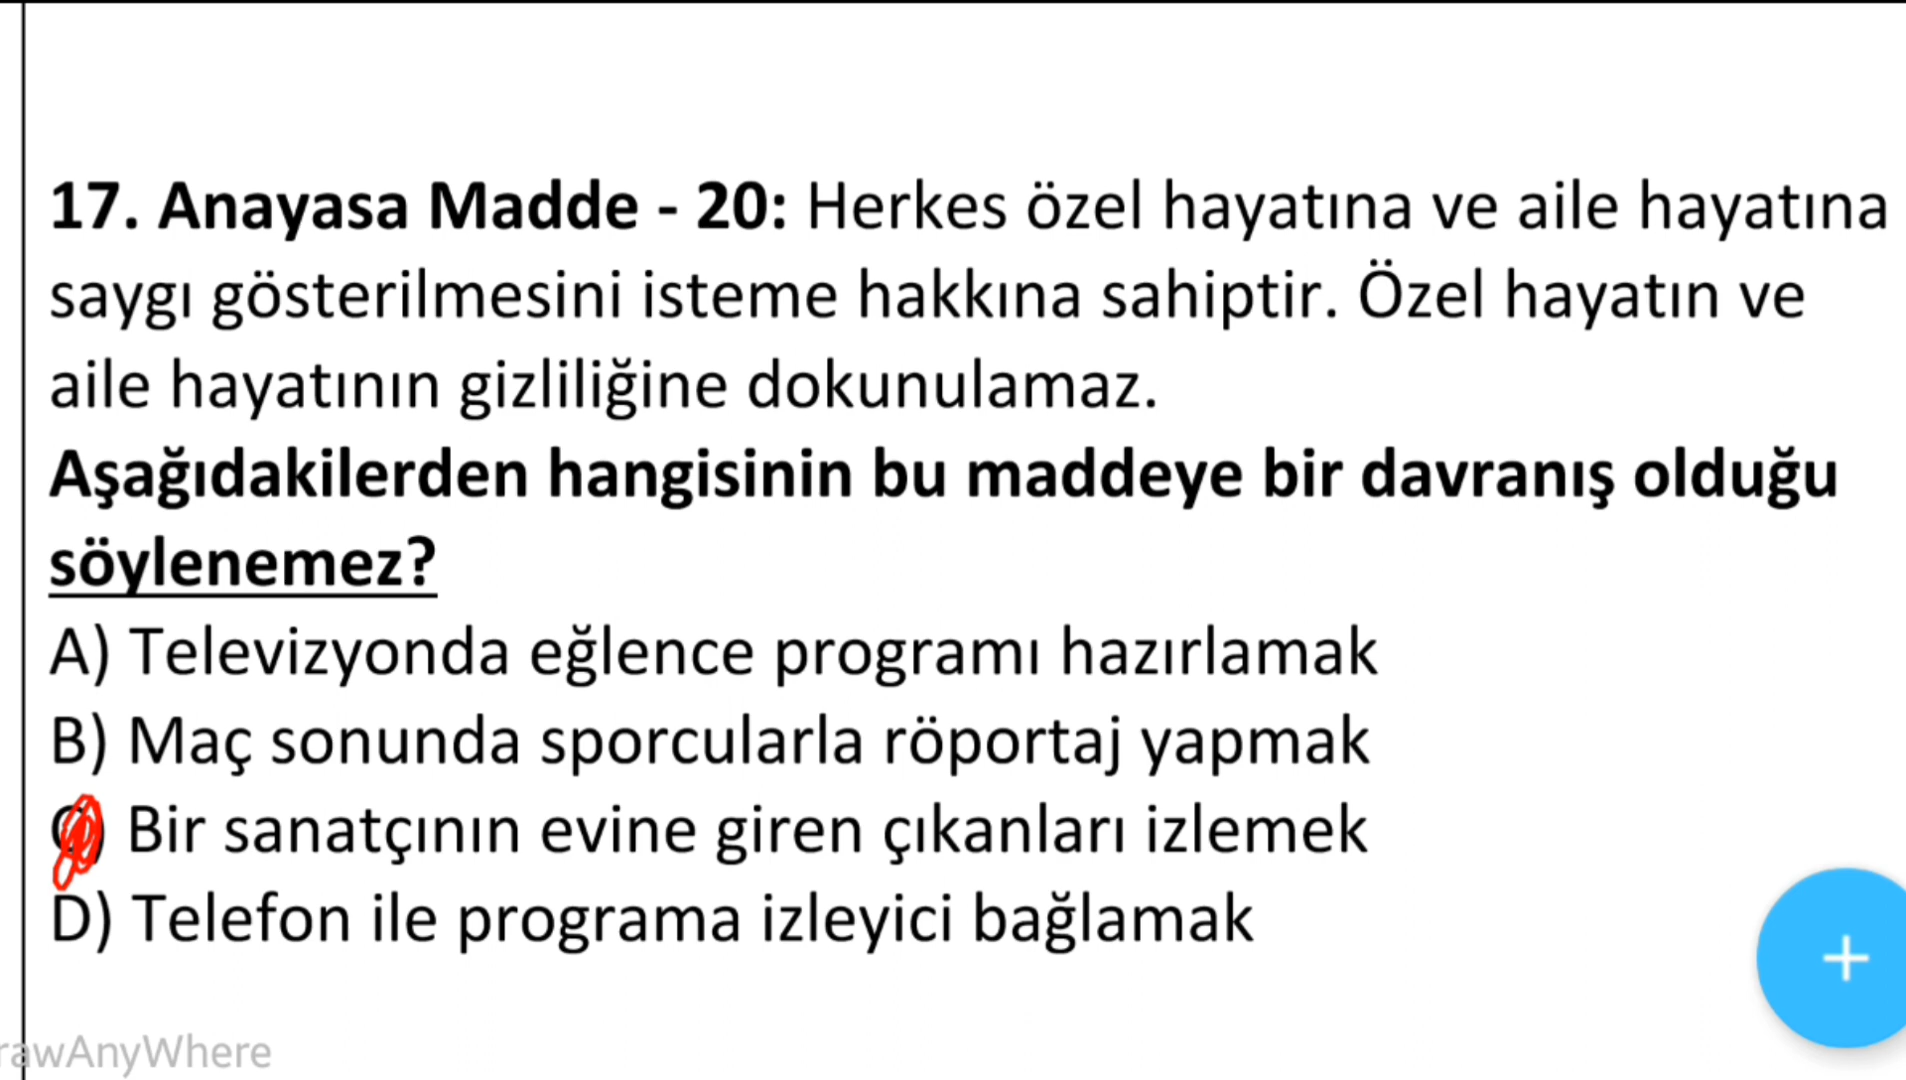 17. Anayasa Madde - 20: Herkes özel hayatına ve aile hayatına
saygı gösterilmesini isteme hakkına sahiptir. Özel hayatın ve
aile hayatının gizliliğine dokunulamaz.
Aşağıdakilerden hangisinin bu maddeye bir davranış olduğu
söylenemez?
A) Televizyonda eğlence programı hazırlamak
B) Maç sonunda sporcularla röportaj yapmak
C) Bir sanatçının evine giren çıkanları izlemek
D) Telefon ile programa izleyici bağlamak
+
rawAnyWhere